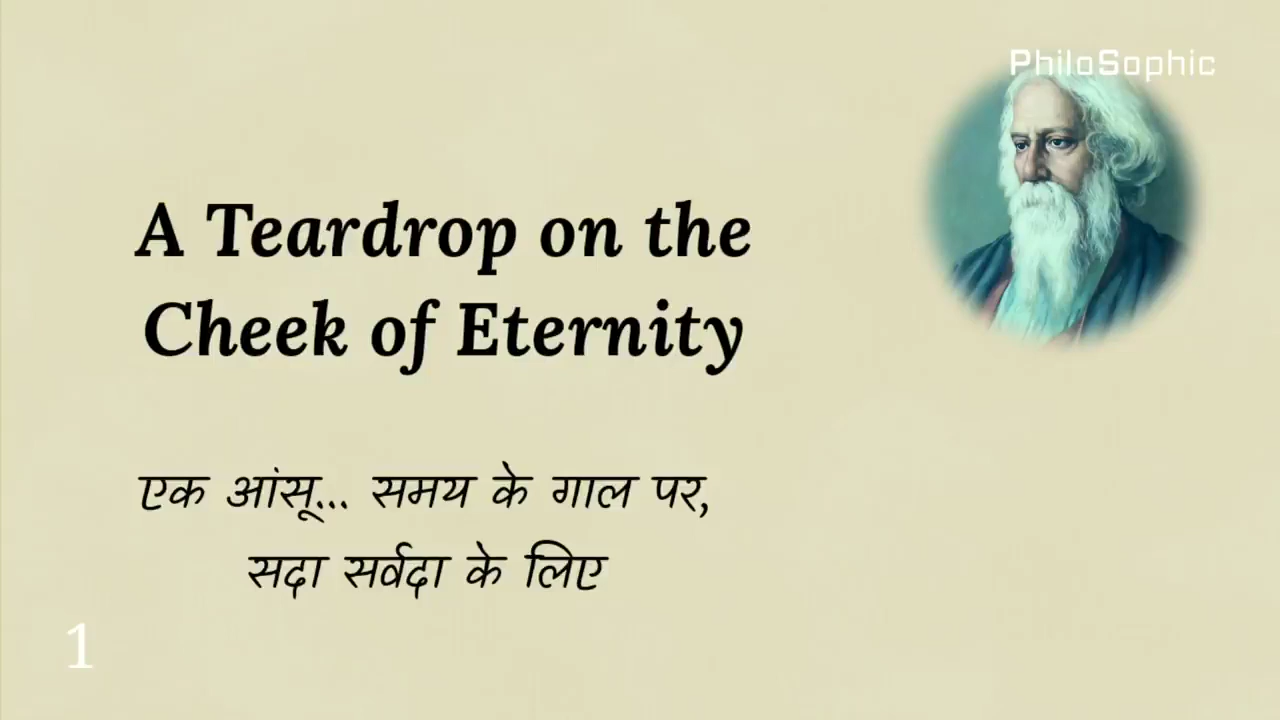 PhiloSophic
A Teardrop on the
Cheek of Eternity
एक आंसू... समय के गाल पर,
सदा सर्वदा के लिए
1